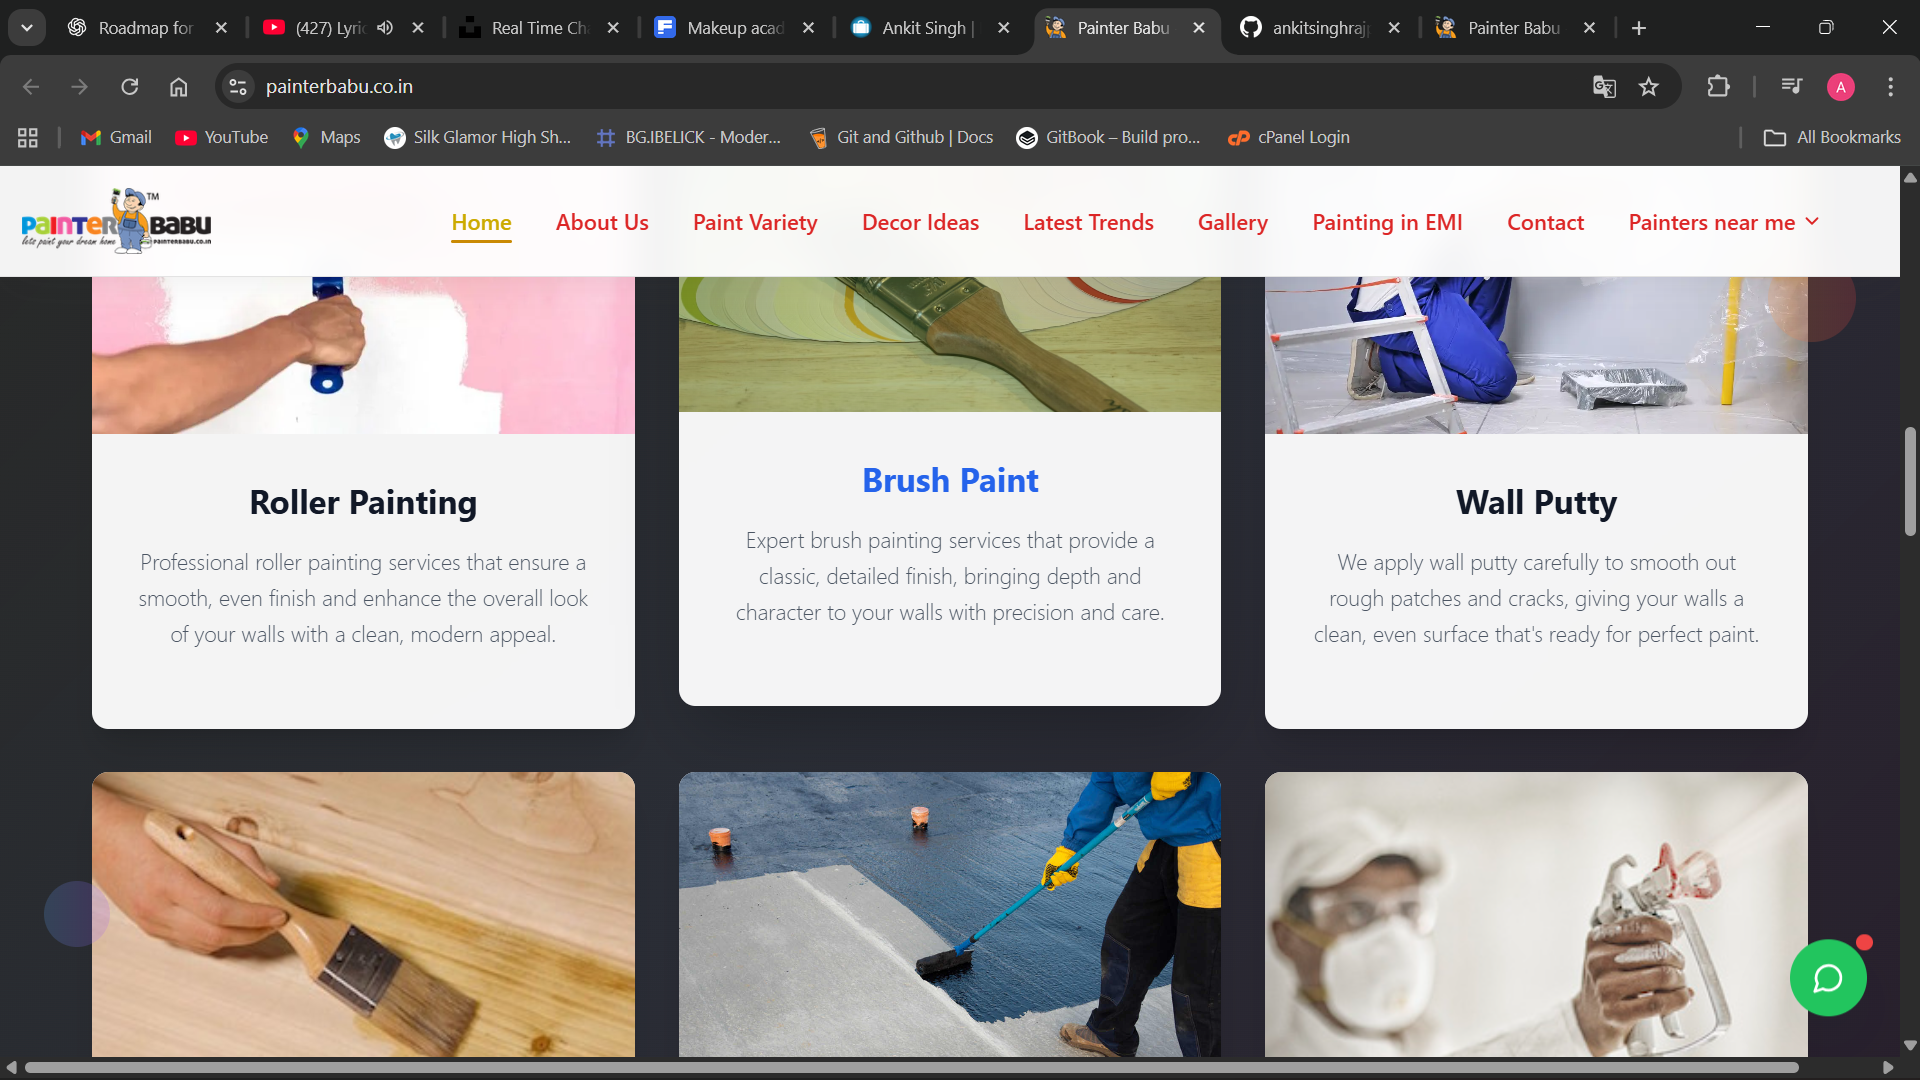 Roadmap for
(427) Lyri
Real Time Ch
Makeup acad
Ankit Singh |
Painter Babu
ankitsinghraj
Painter Babu
painterbabu.co.in
A
Gmail
YouTube
Maps
Silk Glamor High Sh...
BG.IBELICK - Moder...
Git and Github | Docs
GitBook – Build pro...
cPanel Login
All Bookmarks
PAINTER BABU TM
lets paint your dream home
PAINTERBABU.CO.IN
Home
About Us
Paint Variety
Decor Ideas
Latest Trends
Gallery
Painting in EMI
Contact
Painters near me
Roller Painting
Professional roller painting services that ensure a
smooth, even finish and enhance the overall look
of your walls with a clean, modern appeal.
Brush Paint
Expert brush painting services that provide a
classic, detailed finish, bringing depth and
character to your walls with precision and care.
Wall Putty
We apply wall putty carefully to smooth out
rough patches and cracks, giving your walls a
clean, even surface that's ready for perfect paint.